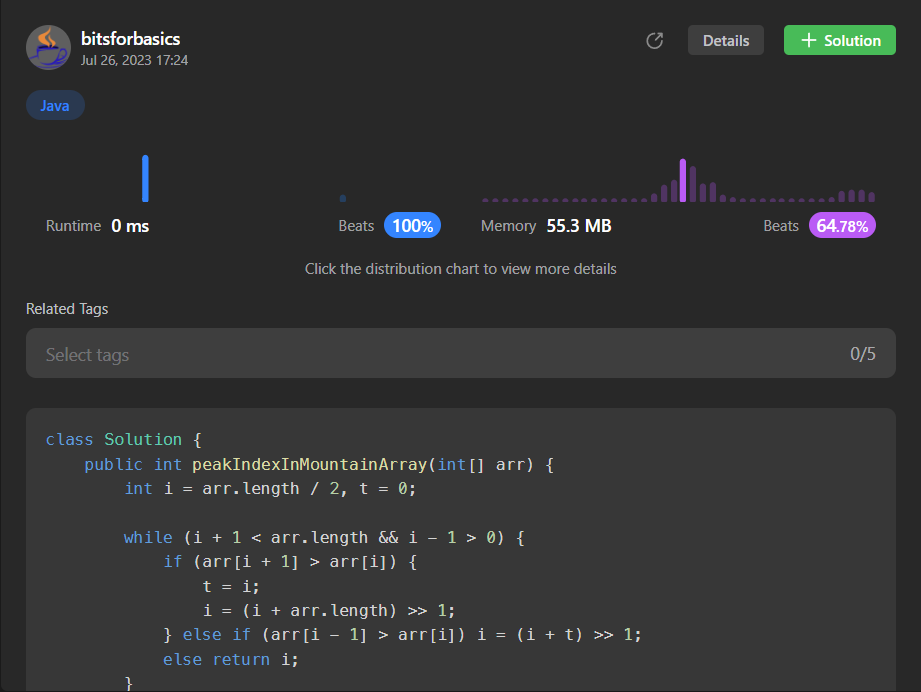 bitsforbasics
Jul 26, 2023 17:24
Details
+ Solution
Java
Runtime 0 ms
Beats 100%
Memory 55.3 MB
Beats 64.78%
Click the distribution chart to view more details
Related Tags
Select tags
0/5
class Solution {
    public int peakIndexInMountainArray(int[] arr) {
        int i = arr.length / 2, t = 0;
        while (i + 1 < arr.length && i - 1 > 0) {
            if (arr[i + 1] > arr[i]) {
                t = i;
                i = (i + arr.length) >> 1;
            } else if (arr[i - 1] > arr[i]) i = (i + t) >> 1;
            else return i;
        }